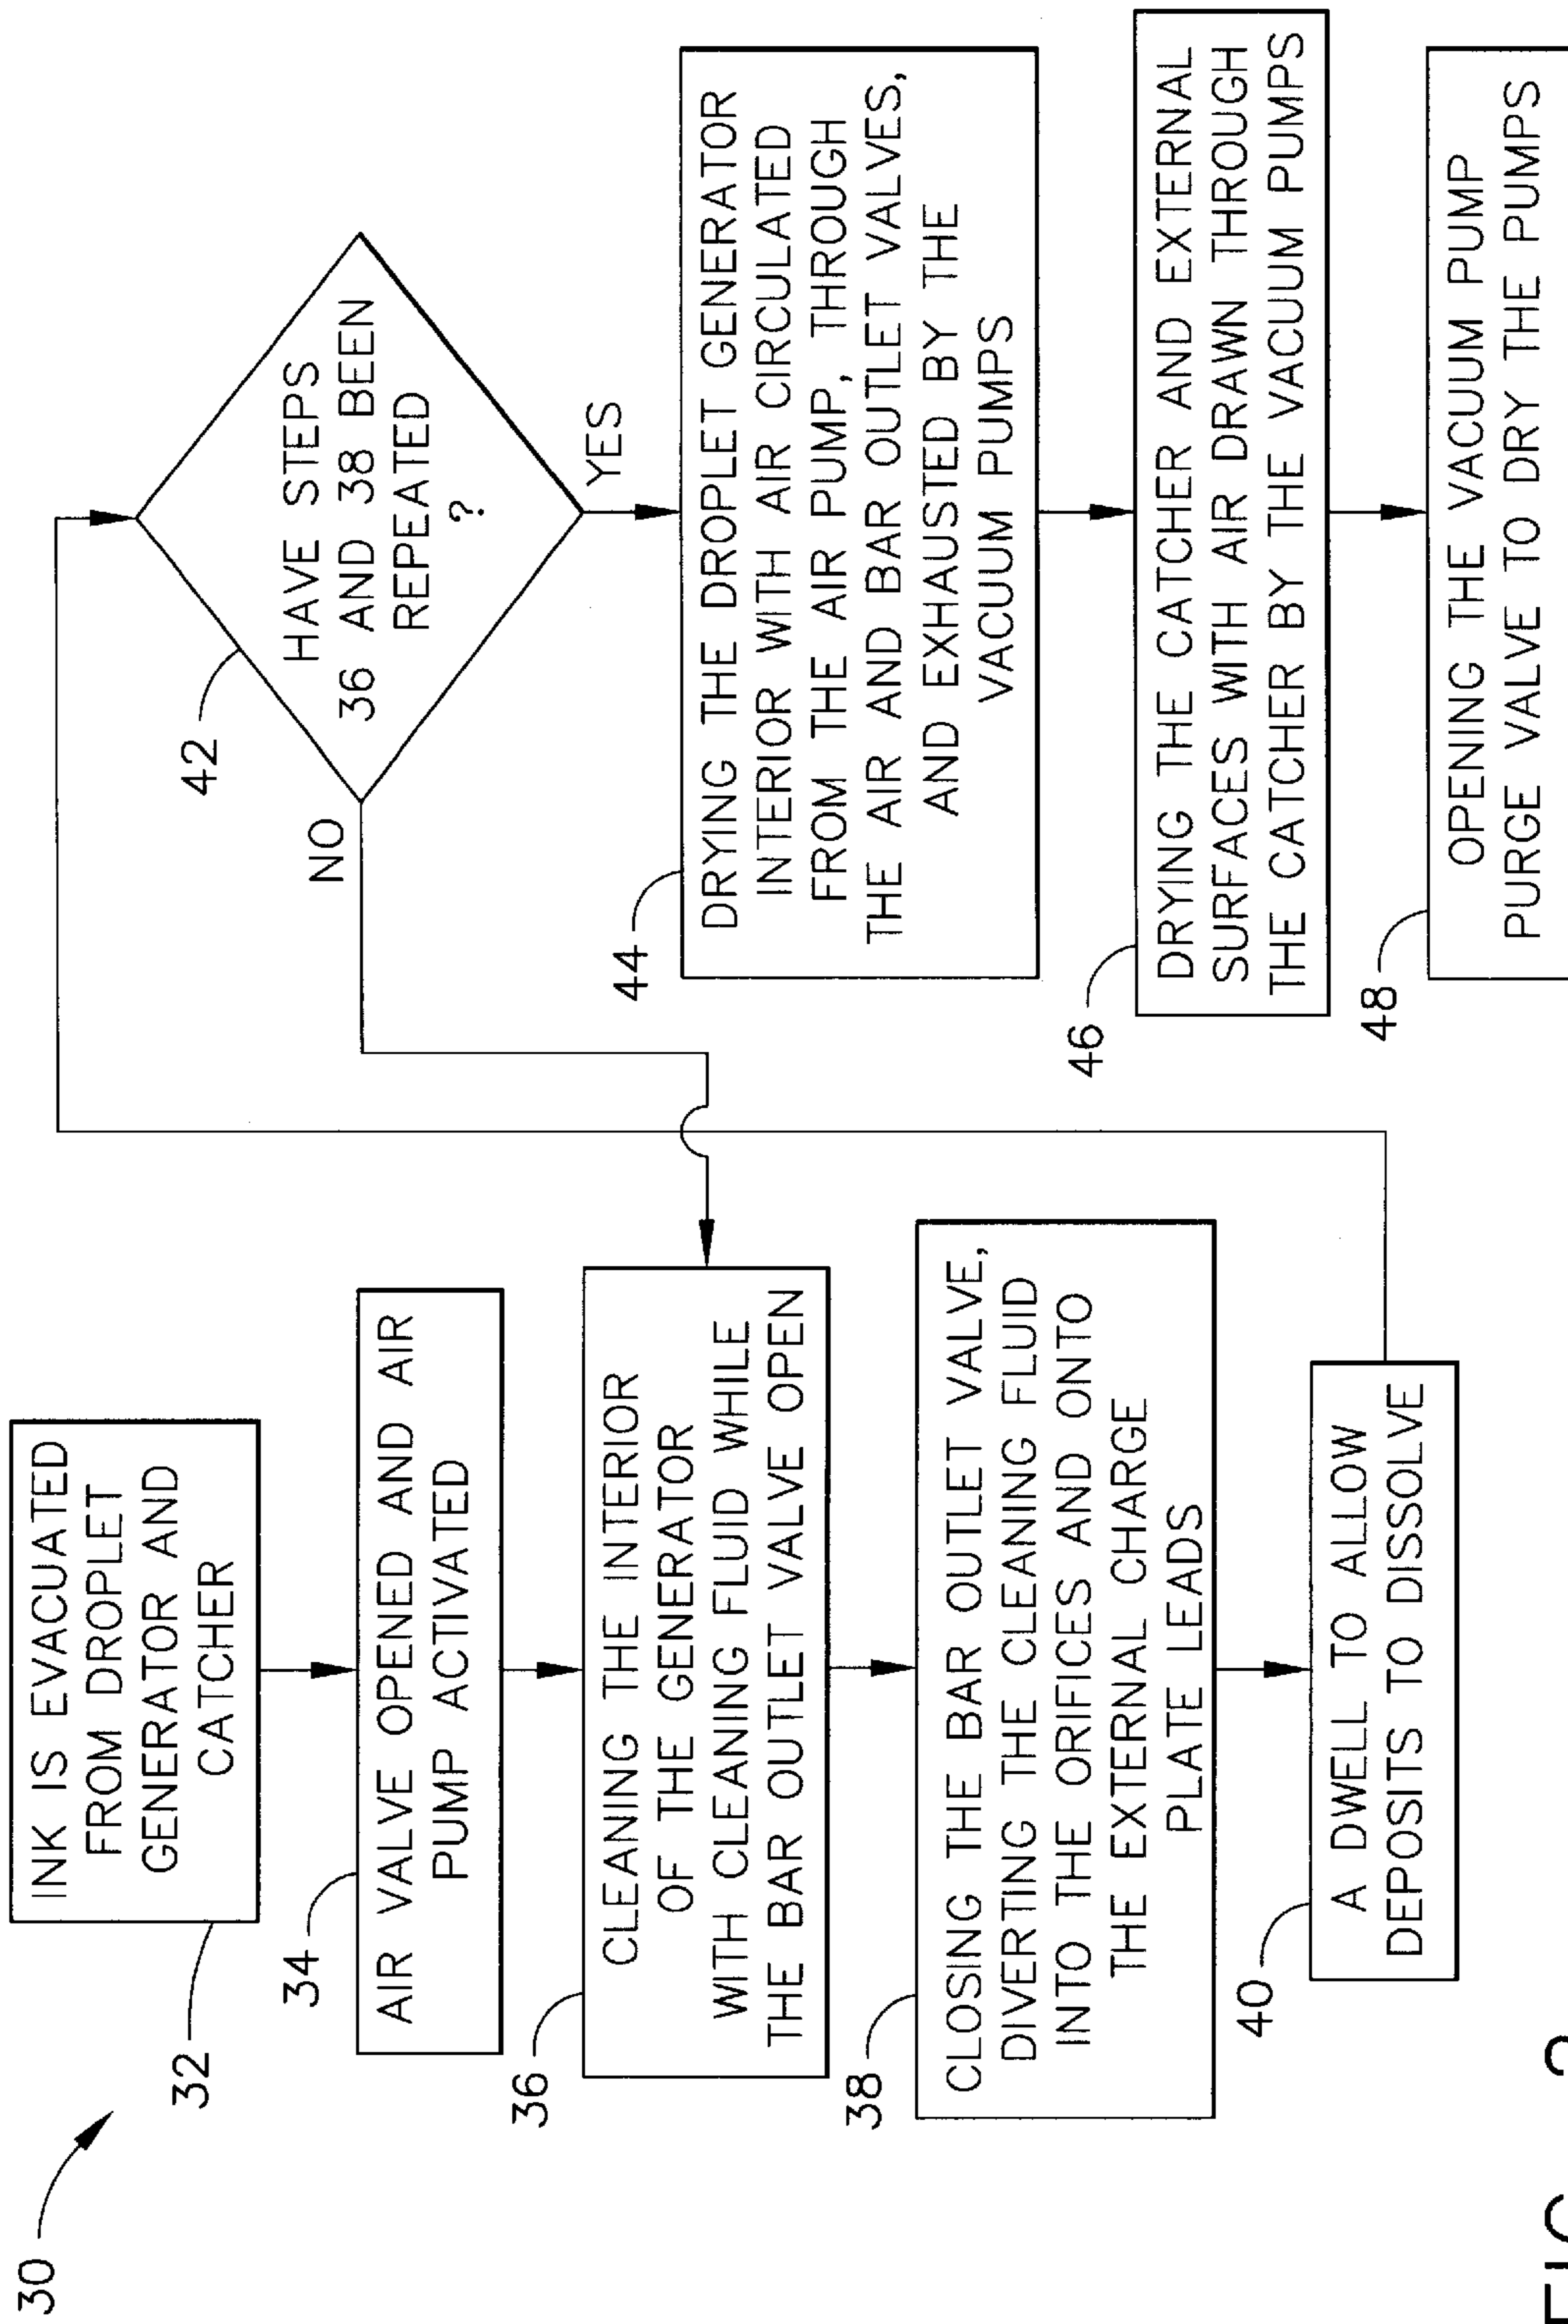 30
32
INK IS EVACUATED
FROM DROPLET
GENERATOR AND
CATCHER
34
AIR VALVE OPENED AND AIR
PUMP ACTIVATED
36
CLEANING THE INTERIOR
OF THE GENERATOR
WITH CLEANING FLUID WHILE
THE BAR OUTLET VALVE OPEN
38
CLOSING THE BAR OUTLET VALVE,
DIVERTING THE CLEANING FLUID
INTO THE ORIFICES AND ONTO
THE EXTERNAL CHARGE
PLATE LEADS
40
A DWELL TO ALLOW
DEPOSITS TO DISSOLVE
42
HAVE STEPS
36 AND 38 BEEN
REPEATED
?
NO
YES
44
DRYING THE DROPLET GENERATOR
INTERIOR WITH AIR CIRCULATED
FROM THE AIR PUMP, THROUGH
THE AIR AND BAR OUTLET VALVES,
AND EXHAUSTED BY THE
VACUUM PUMPS
46
DRYING THE CATCHER AND EXTERNAL
SURFACES WITH AIR DRAWN THROUGH
THE CATCHER BY THE VACUUM PUMPS
48
OPENING THE VACUUM PUMP
PURGE VALVE TO DRY THE PUMPS